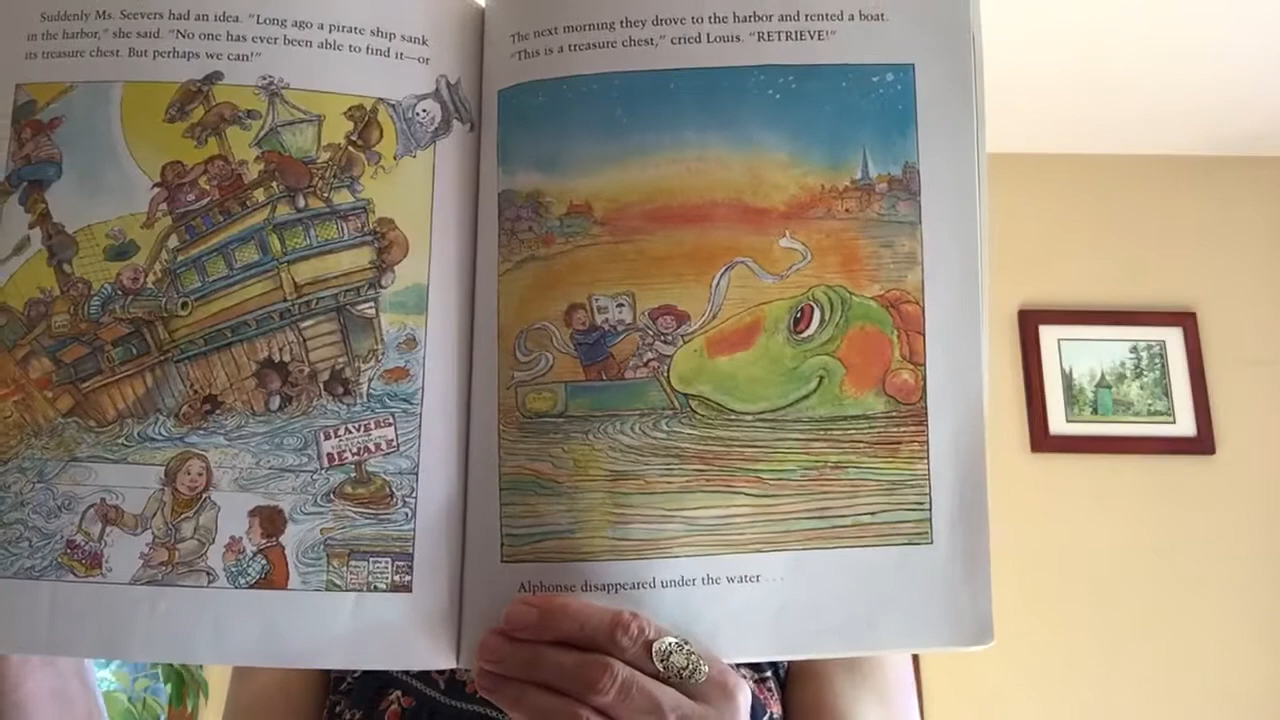 Suddenly Ms. Seevers had an idea. "Long ago a pirate ship sank
in the harbor," she said. "No one has ever been able to find it—or
its treasure chest. But perhaps we can!"
BEAVERS
BEWARE
The next morning they drove to the harbor and rented a boat.
"This is a treasure chest," cried Louis. "RETRIEVE!"
Alphonse disappeared under the water . . .